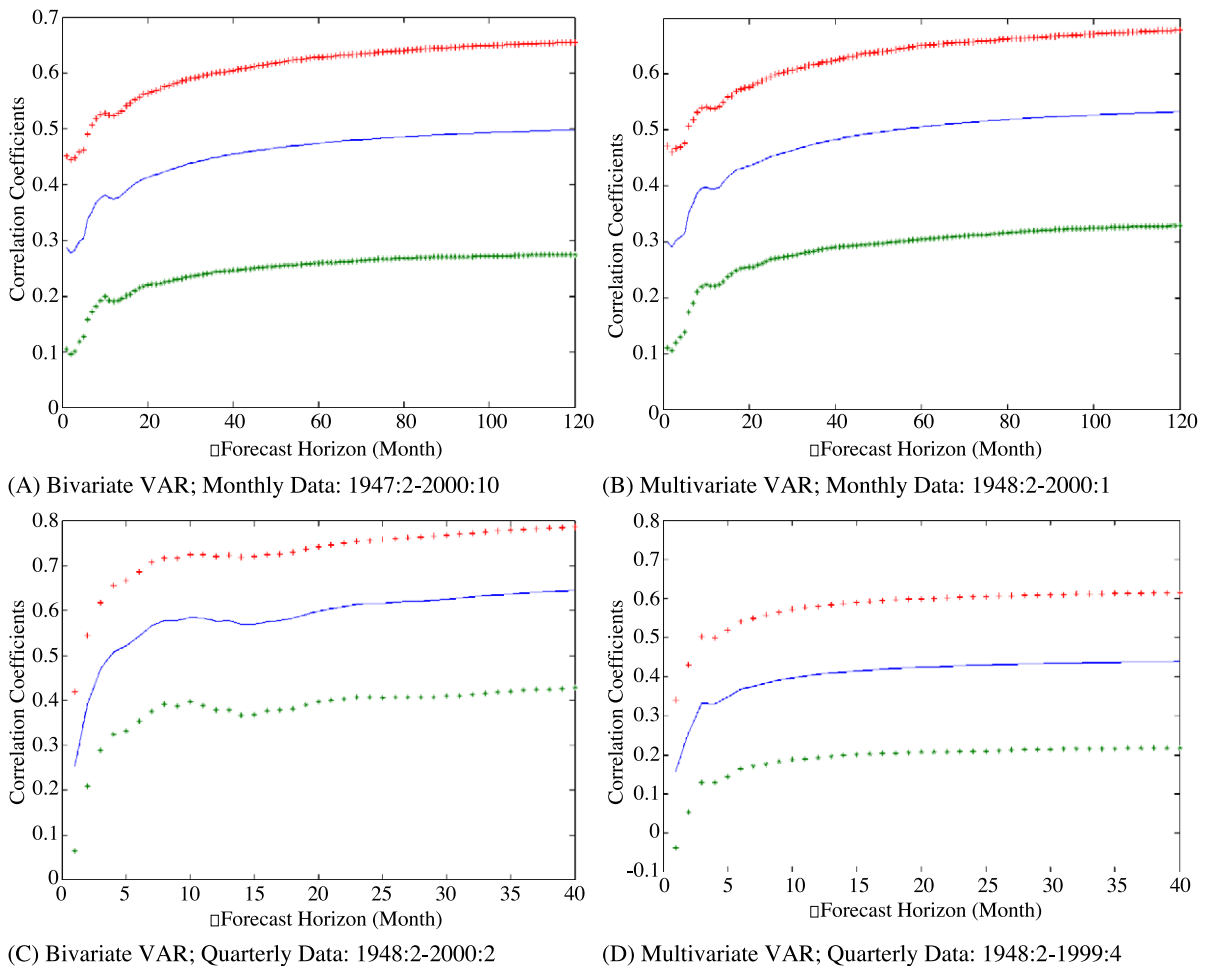 0.7
0.6
0.5
0.4
0.3
0.2
0.1
0
Correlation Coefficients
0 20 40 60 80 100 120
□Forecast Horizon (Month)
(A) Bivariate VAR; Monthly Data: 1947:2-2000:10
0.6
0.5
0.4
0.3
0.2
0.1
0
Correlation Coefficients
0 20 40 60 80 100 120
□Forecast Horizon (Month)
(B) Multivariate VAR; Monthly Data: 1948:2-2000:1
0.8
0.7
0.6
0.5
0.4
0.3
0.2
0.1
0
Correlation Coefficients
0 5 10 15 20 25 30 35 40
□Forecast Horizon (Month)
(C) Bivariate VAR; Quarterly Data: 1948:2-2000:2
0.8
0.7
0.6
0.5
0.4
0.3
0.2
0.1
0
-0.1
Correlation Coefficients
0 5 10 15 20 25 30 35 40
□Forecast Horizon (Month)
(D) Multivariate VAR; Quarterly Data: 1948:2-1999:4